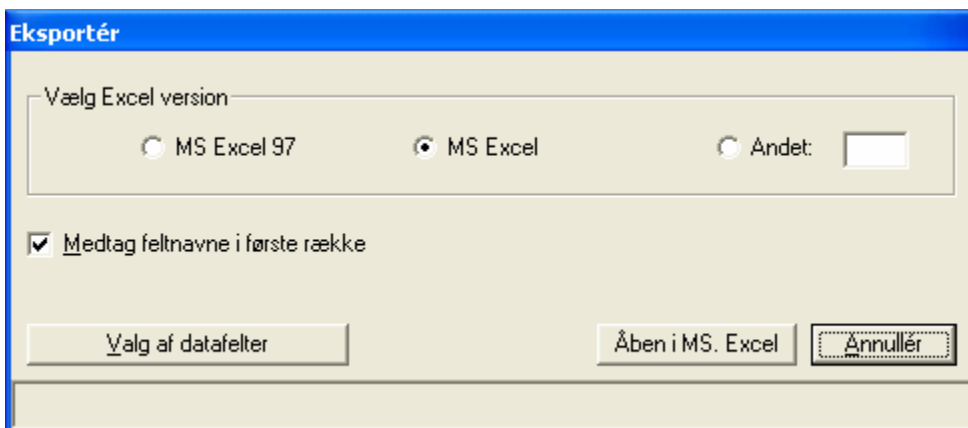 Eksportér
Vælg Excel version
MS Excel 97 MS Excel Andet:
Medtag feltnavne i første række
Valg af datafelter Åben i MS. Excel Annullér